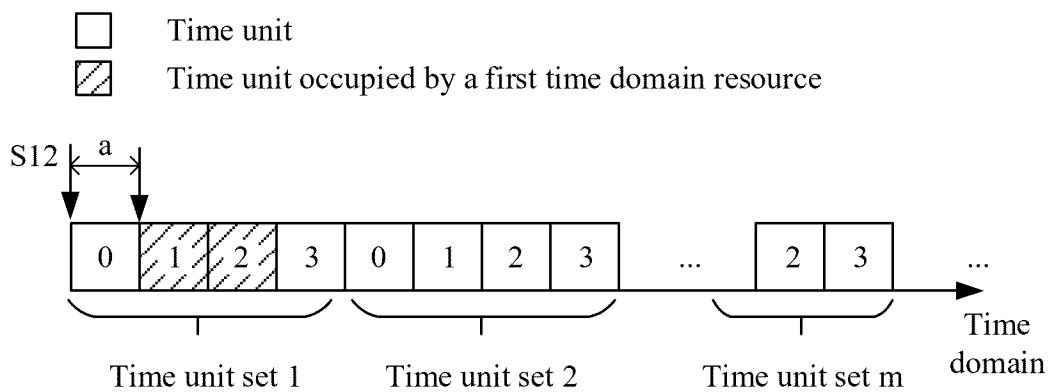 Time unit
Time unit occupied by a first time domain resource
S12 a
0 1 2 3 0 1 2 3 ... 2 3 ...
Time unit set 1 Time unit set 2 Time unit set m
Time
domain